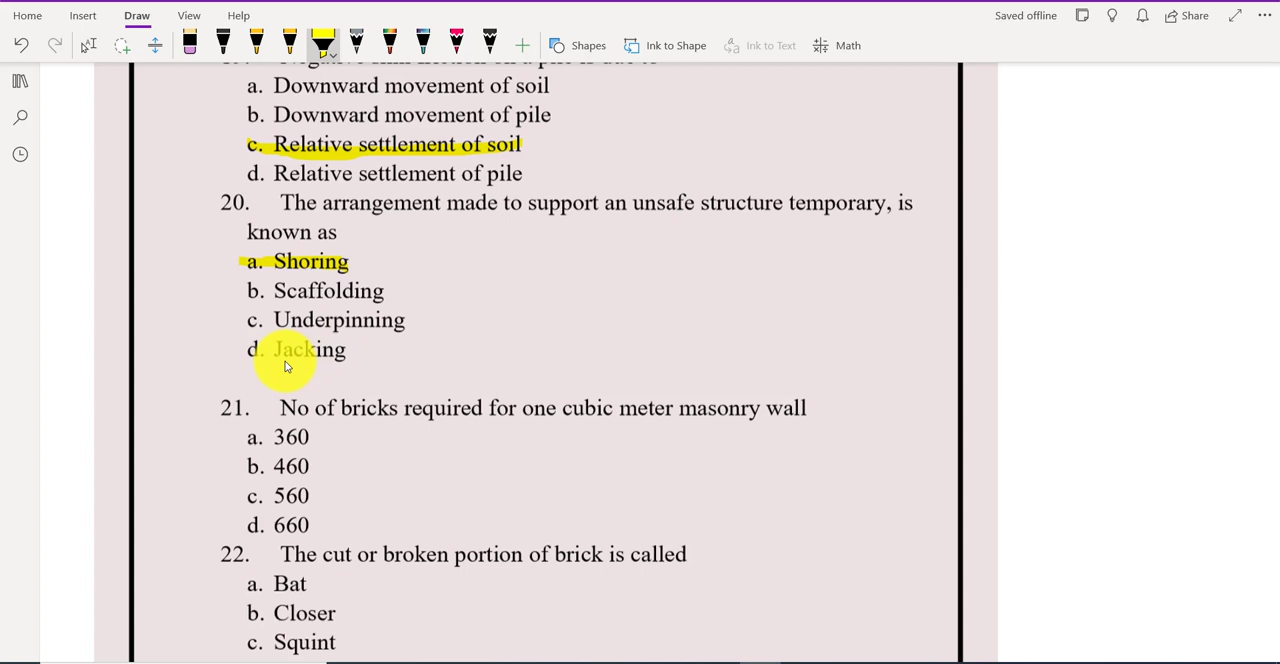 Home Insert Draw View Help Saved offline Share
Shapes Ink to Shape Ink to Text Math
a. Downward movement of soil
b. Downward movement of pile
c. Relative settlement of soil
d. Relative settlement of pile
20. The arrangement made to support an unsafe structure temporary, is
known as
a. Shoring
b. Scaffolding
c. Underpinning
d. Jacking
21. No of bricks required for one cubic meter masonry wall
a. 360
b. 460
c. 560
d. 660
22. The cut or broken portion of brick is called
a. Bat
b. Closer
c. Squint